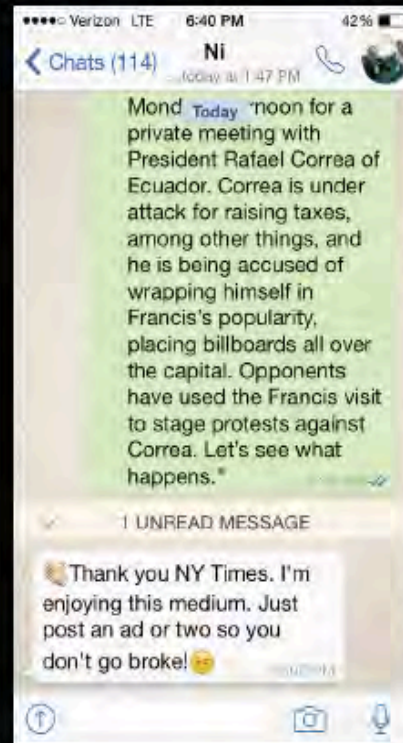 Verizon LTE 6:40 PM 42%
Chats (114) Ni
today at 1:47 PM
Mond Today rnoon for a
private meeting with
President Rafael Correa of
Ecuador. Correa is under
attack for raising taxes,
among other things, and
he is being accused of
wrapping himself in
Francis's popularity,
placing billboards all over
the capital. Opponents
have used the Francis visit
to stage protests against
Correa. Let's see what
happens.*
1 UNREAD MESSAGE
👏Thank you NY Times. I'm
enjoying this medium. Just
post an ad or two so you
don't go broke!😉